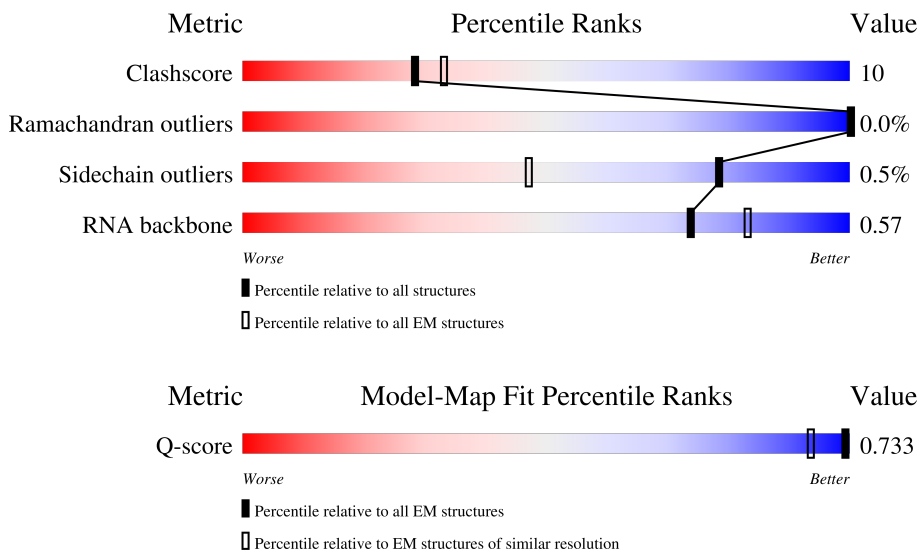 Metric Percentile Ranks Value
Clashscore 10
Ramachandran outliers 0.0%
Sidechain outliers 0.5%
RNA backbone 0.57
Worse Better
Percentile relative to all structures
Percentile relative to all EM structures
Metric Model-Map Fit Percentile Ranks Value
Q-score 0.733
Worse Better
Percentile relative to all EM structures
Percentile relative to EM structures of similar resolution